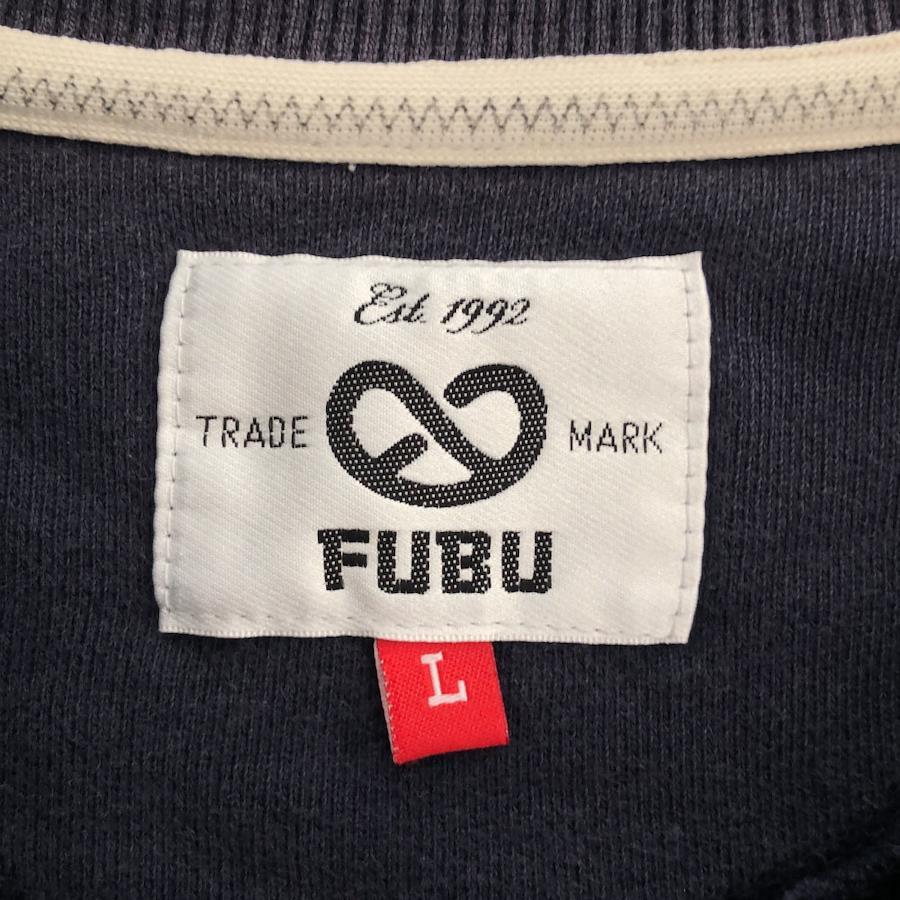 Est. 1992
TRADE MARK
FUBU
L